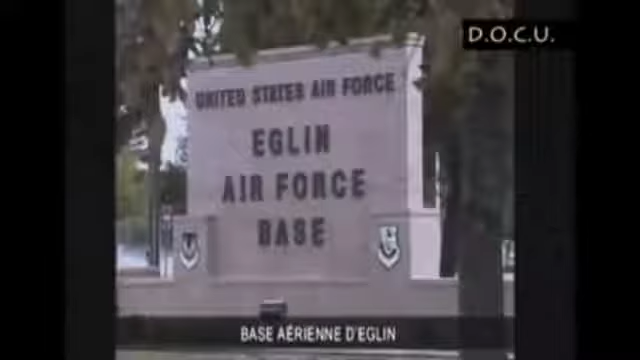 D.O.C.U.
UNITED STATES AIR FORCE
EGLIN
AIR FORCE
BASE
BASE AÉRIENNE D'EGLIN